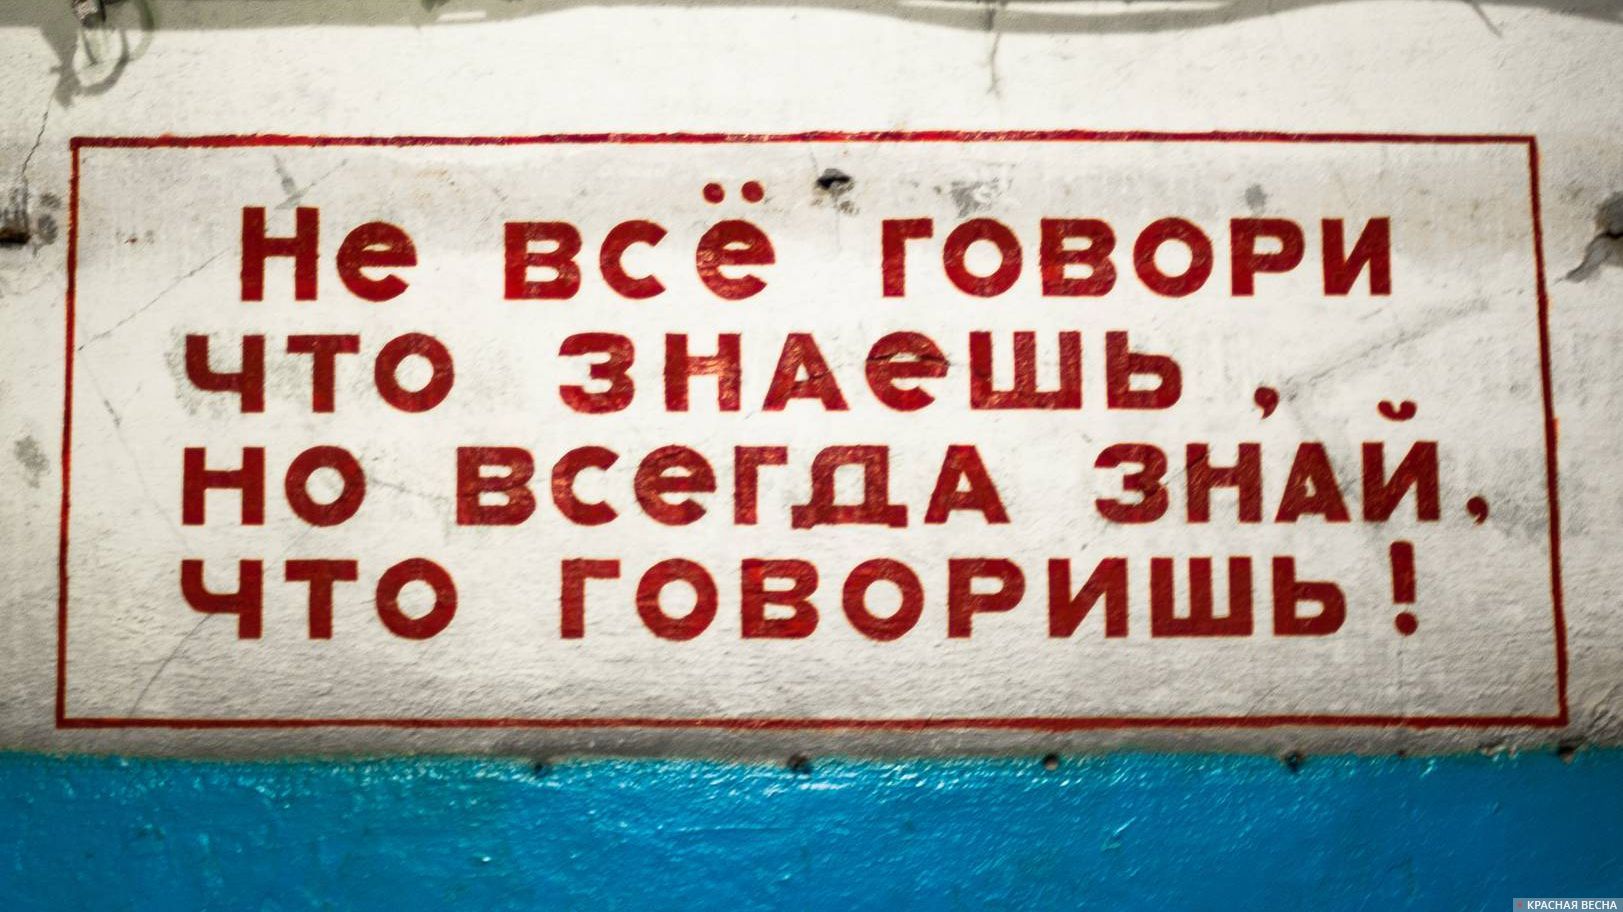 Не всё говори
что знаешь,
но всегда знай,
что говоришь!
КРАСНАЯ ВЕСНА